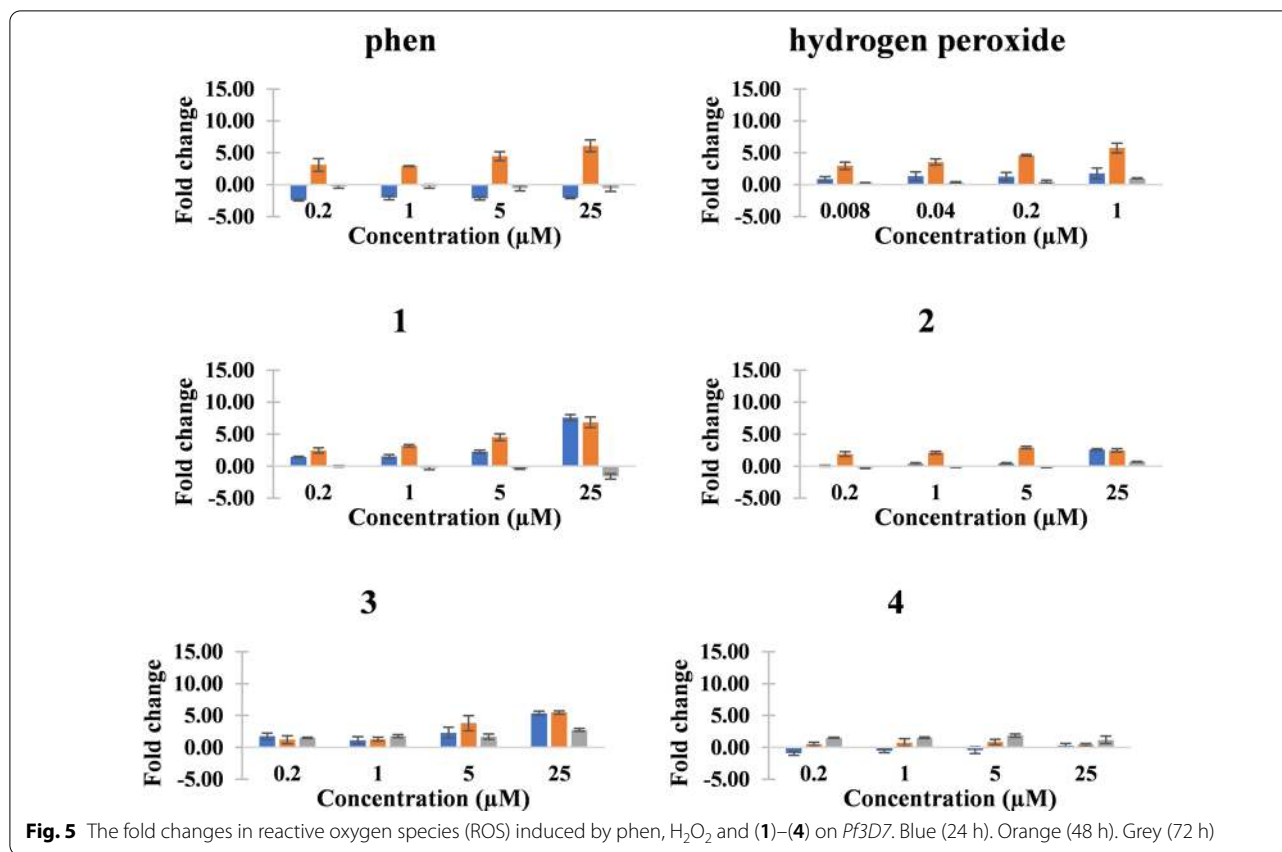 phen
15.00
10.00
5.00
0.00
-5.00
Fold change
0.2 1 5 25
Concentration (µM)
hydrogen peroxide
15.00
10.00
5.00
0.00
-5.00
Fold change
0.008 0.04 0.2 1
Concentration (µM)
1
15.00
10.00
5.00
0.00
-5.00
Fold change
0.2 1 5 25
Concentration (µM)
2
15.00
10.00
5.00
0.00
-5.00
Fold change
0.2 1 5 25
Concentration (µM)
3
15.00
10.00
5.00
0.00
-5.00
Fold change
0.2 1 5 25
Concentration (µM)
4
15.00
10.00
5.00
0.00
-5.00
Fold change
0.2 1 5 25
Concentration (µM)
Fig. 5 The fold changes in reactive oxygen species (ROS) induced by phen, H₂O₂ and (1)–(4) on Pf3D7. Blue (24 h). Orange (48 h). Grey (72 h)